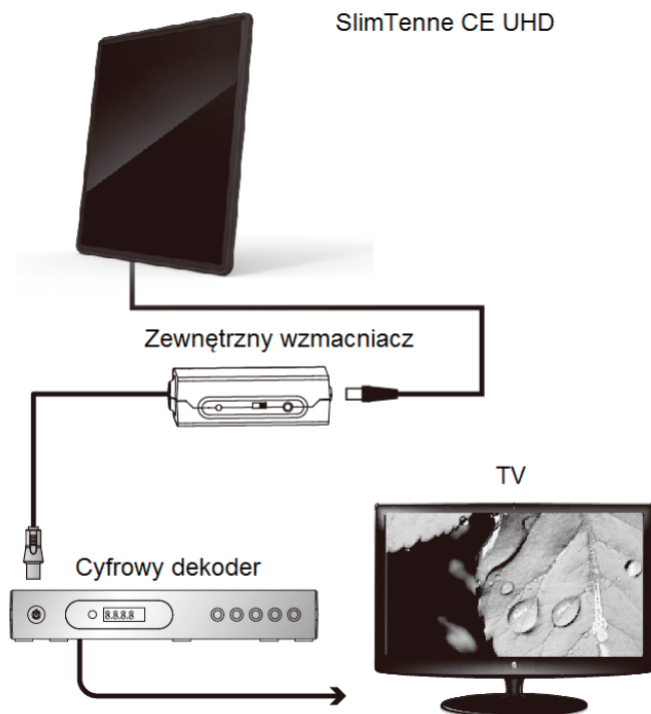 SlimTenne CE UHD
Zewnętrzny wzmacniacz
TV
Cyfrowy dekoder
8.8.8.8